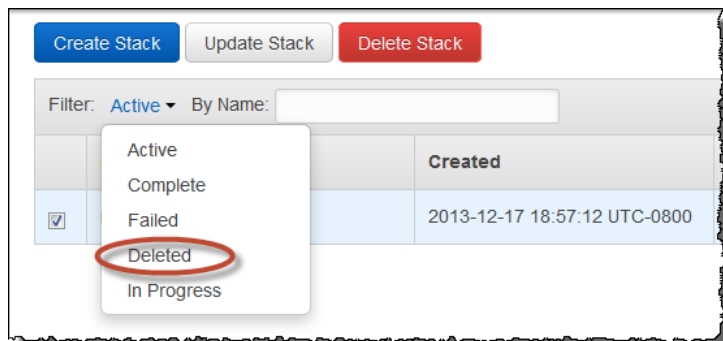 Create Stack Update Stack Delete Stack
Filter: Active By Name:
Active
Created
Complete
Failed
2013-12-17 18:57:12 UTC-0800
Deleted
In Progress